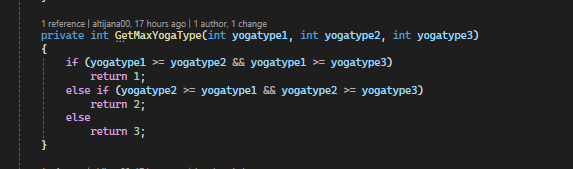 1 reference | altijana00, 17 hours ago | 1 author, 1 change
private int GetMaxYogaType(int yogatype1, int yogatype2, int yogatype3)
{
if (yogatype1 >= yogatype2 && yogatype1 >= yogatype3)
return 1;
else if (yogatype2 >= yogatype1 && yogatype2 >= yogatype3)
return 2;
else
return 3;
}